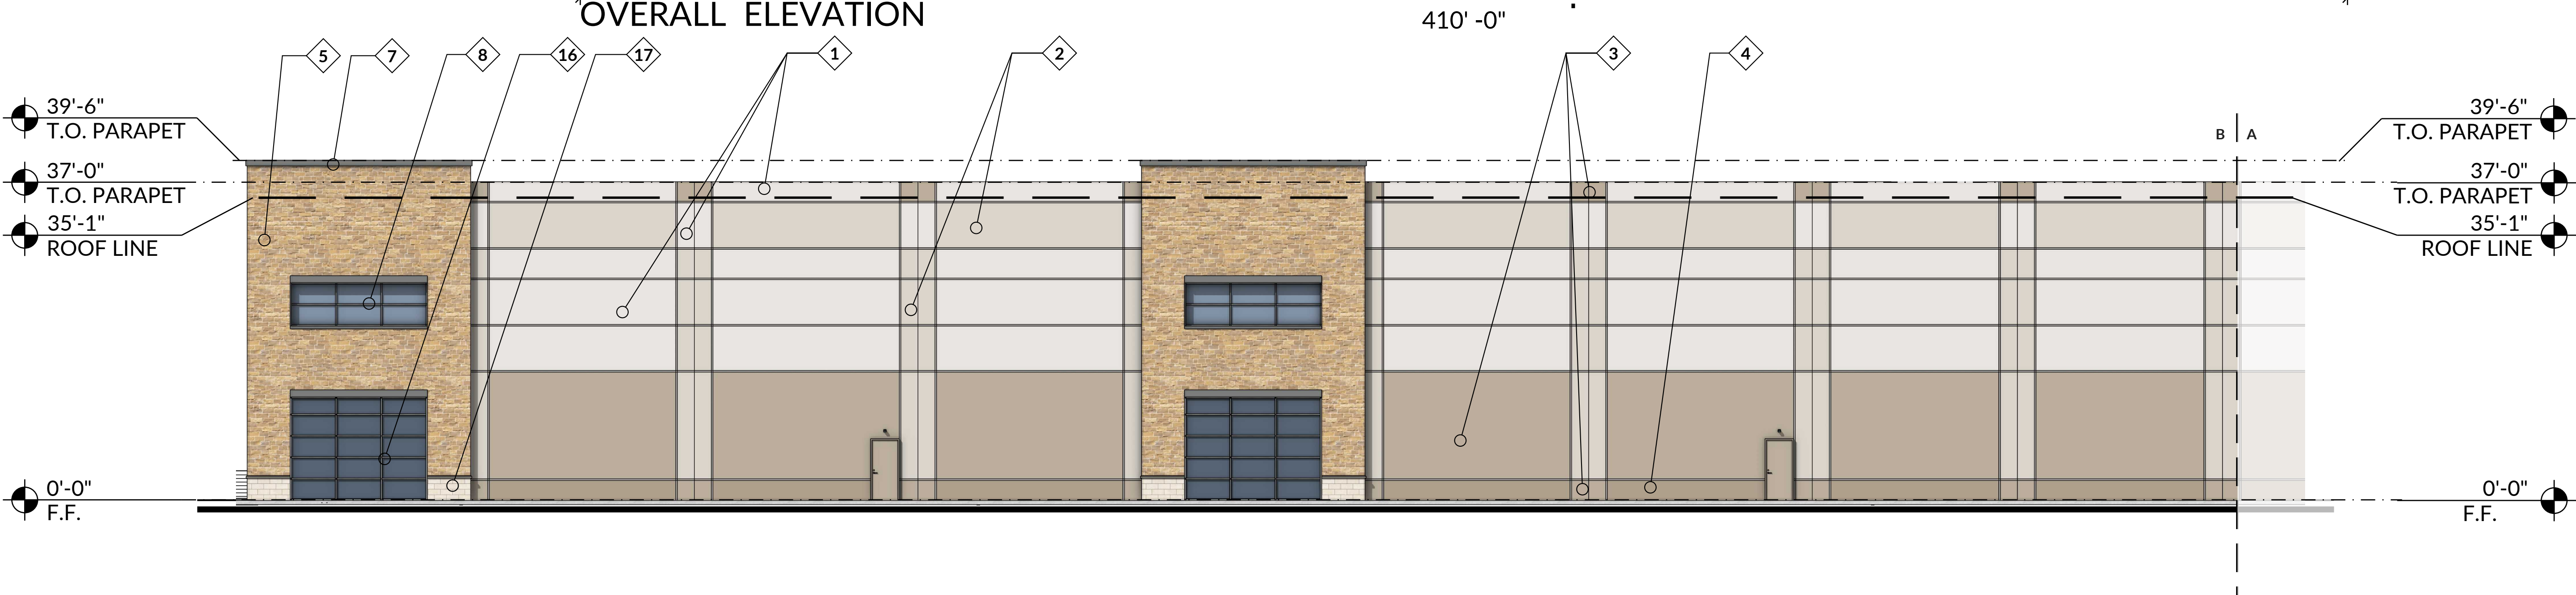 OVERALL ELEVATION
410' -0"
5
7
8
16
17
1
2
3
4
39'-6"
T.O. PARAPET
37'-0"
T.O. PARAPET
35'-1"
ROOF LINE
0'-0"
F.F.
B A
39'-6"
T.O. PARAPET
37'-0"
T.O. PARAPET
35'-1"
ROOF LINE
0'-0"
F.F.